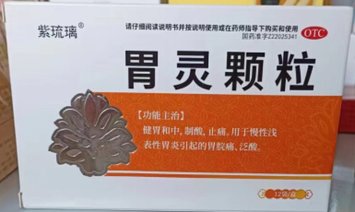 紫琉璃®
请仔细阅读说明书并按说明使用或在药师指导下购买和使用
国药准字Z22025341
OTC
胃灵颗粒
【功能主治】
健胃和中，制酸，止痛。用于慢性浅
表性胃炎引起的胃脘痛、泛酸。
12袋/盒